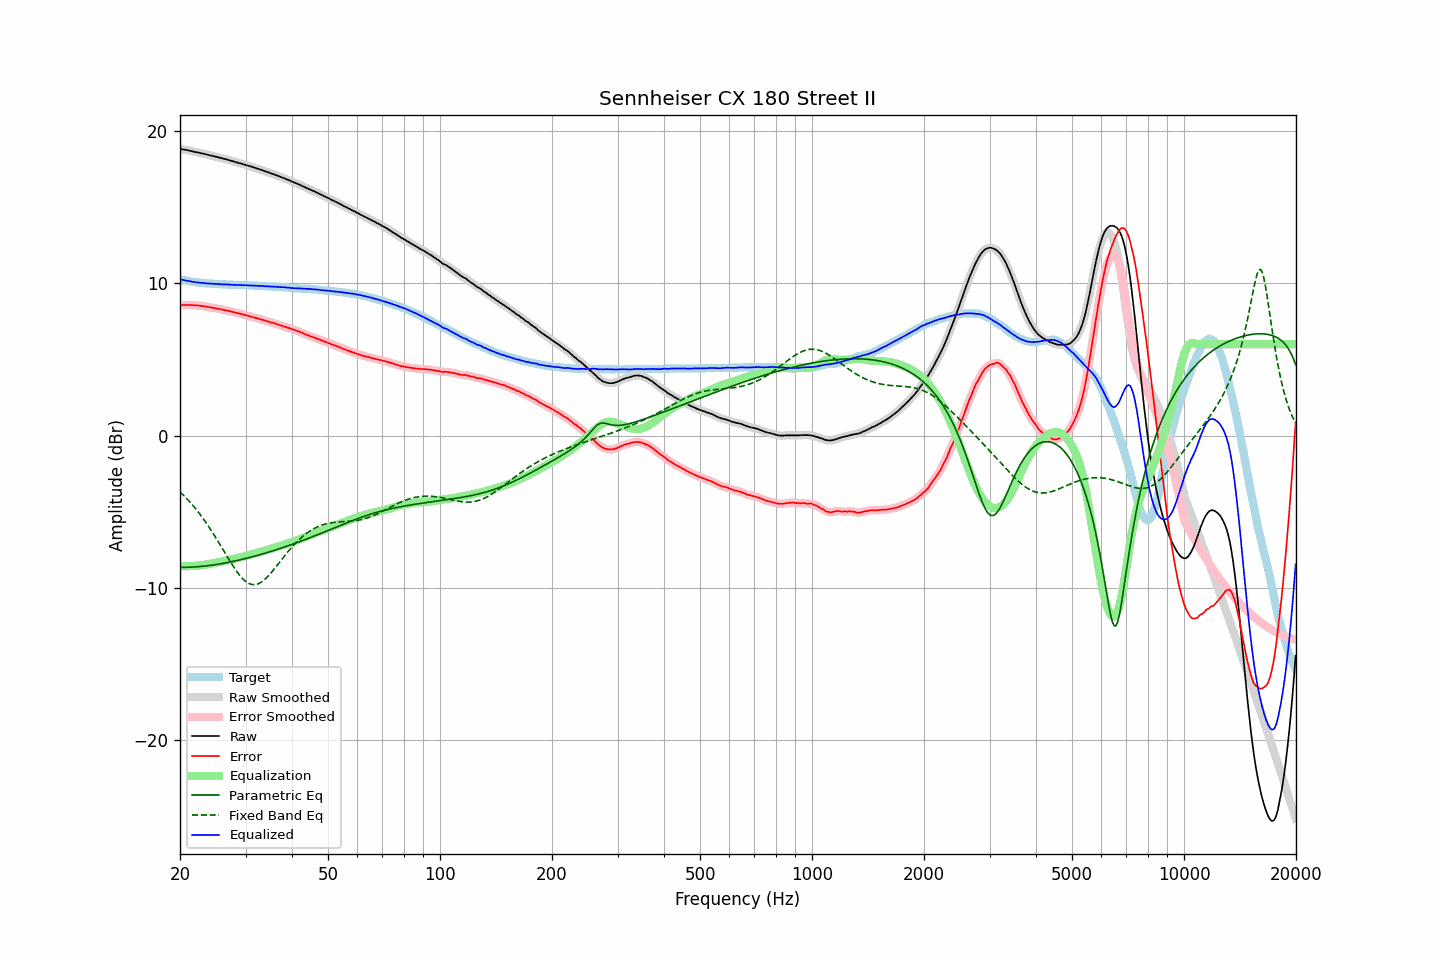 Sennheiser CX 180 Street II
20
10
0
−10
−20
Amplitude (dBr)
Target
Raw Smoothed
Error Smoothed
Raw
Error
Equalization
Parametric Eq
Fixed Band Eq
Equalized
20 50 100 200 500 1000 2000 5000 10000 20000
Frequency (Hz)